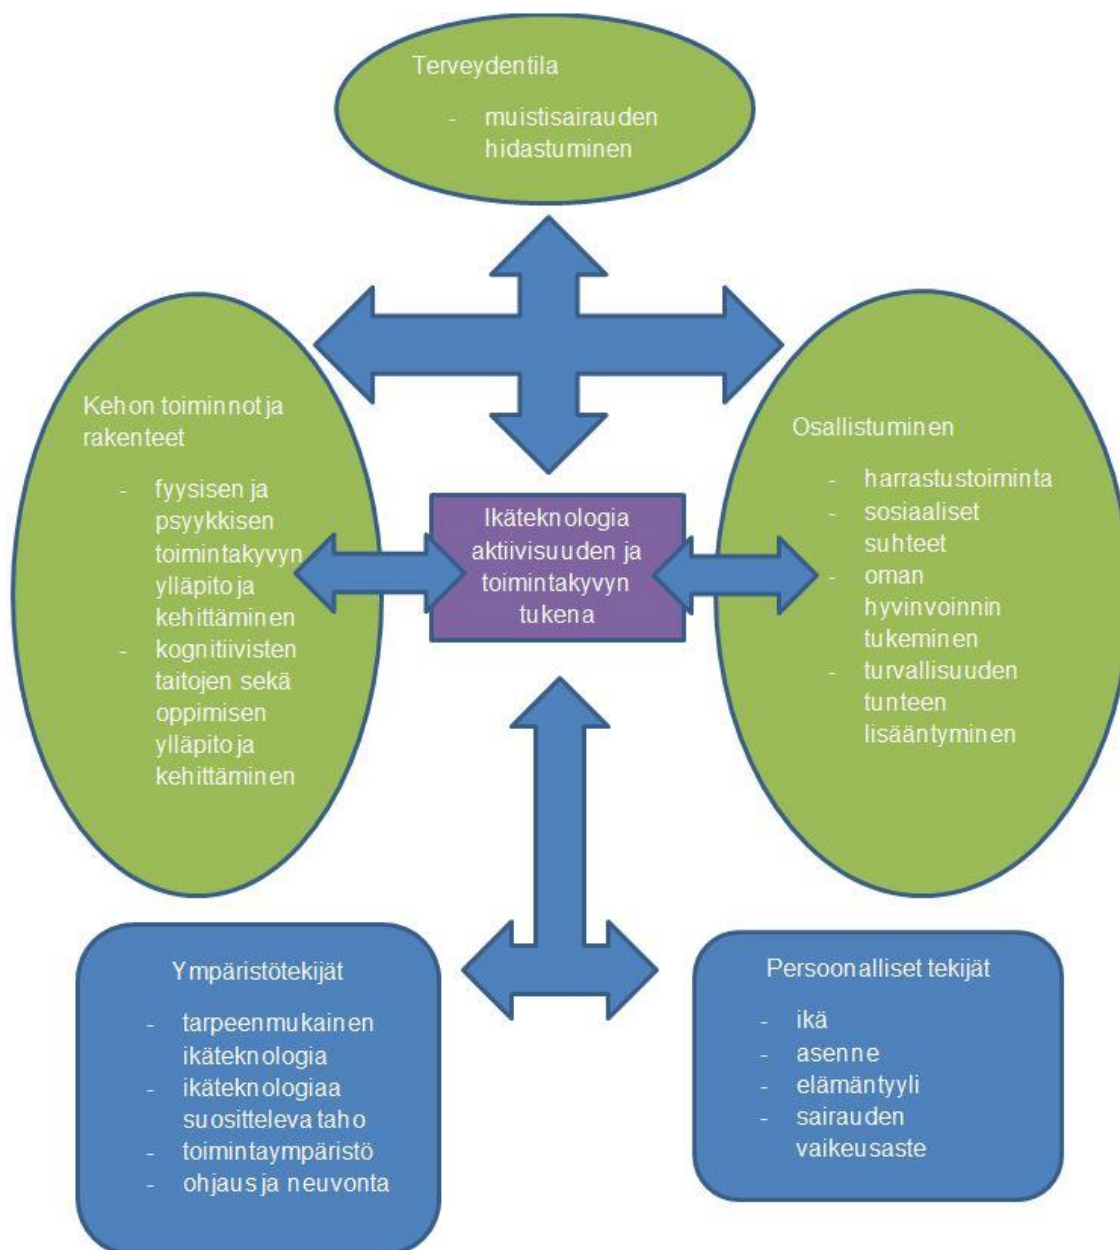 Terveydentila
- muistisairauden
hidastuminen
Kehon toiminnot ja
rakenteet
- fyysisen ja
psyykkisen
toimintakyvyn
ylläpito ja
kehittäminen
- kognitiivisten
taitojen sekä
oppimisen
ylläpito ja
kehittäminen
Ikäteknologia
aktiivisuuden ja
toimintakyvyn
tukena
Osallistuminen
- harrastustoiminta
- sosiaaliset
suhteet
- oman
hyvinvoinnin
tukeminen
- turvallisuuden
tunteen
lisääntyminen
Ympäristötekijät
- tarpeenmukainen
ikäteknologia
- ikäteknologiaa
suositteleva taho
- toimintaympäristö
- ohjaus ja neuvonta
Persoonalliset tekijät
- ikä
- asenne
- elämäntyyli
- sairauden
vaikeusaste